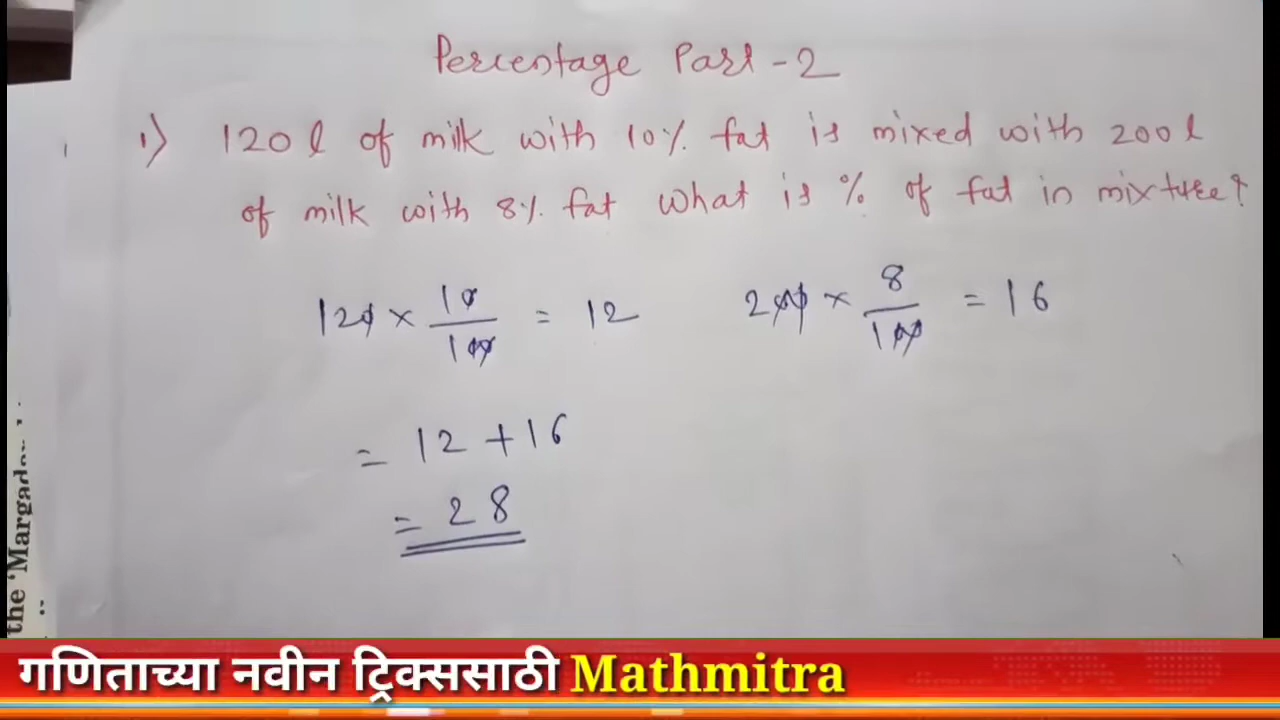 Percentage Part - 2
1) 120 l of milk with 10% fat is mixed with 200 l
of milk with 8% fat what is % of fat in mixture?
120 × 10/100 = 12    200 × 8/100 = 16
= 12 + 16
= 28
the 'Margadar
गणिताच्या नवीन ट्रिक्ससाठी Mathmitra